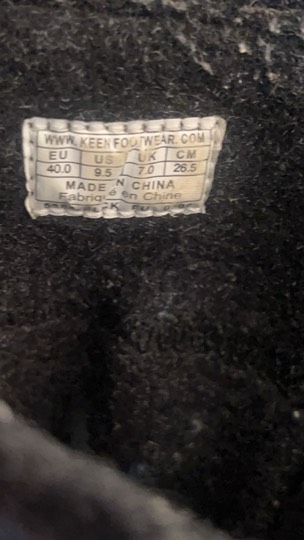 WWW.KEENFOOTWEAR.COM
EU US UK CM
40.0 9.5 7.0 26.5
MADE IN CHINA
Fabriqué en Chine